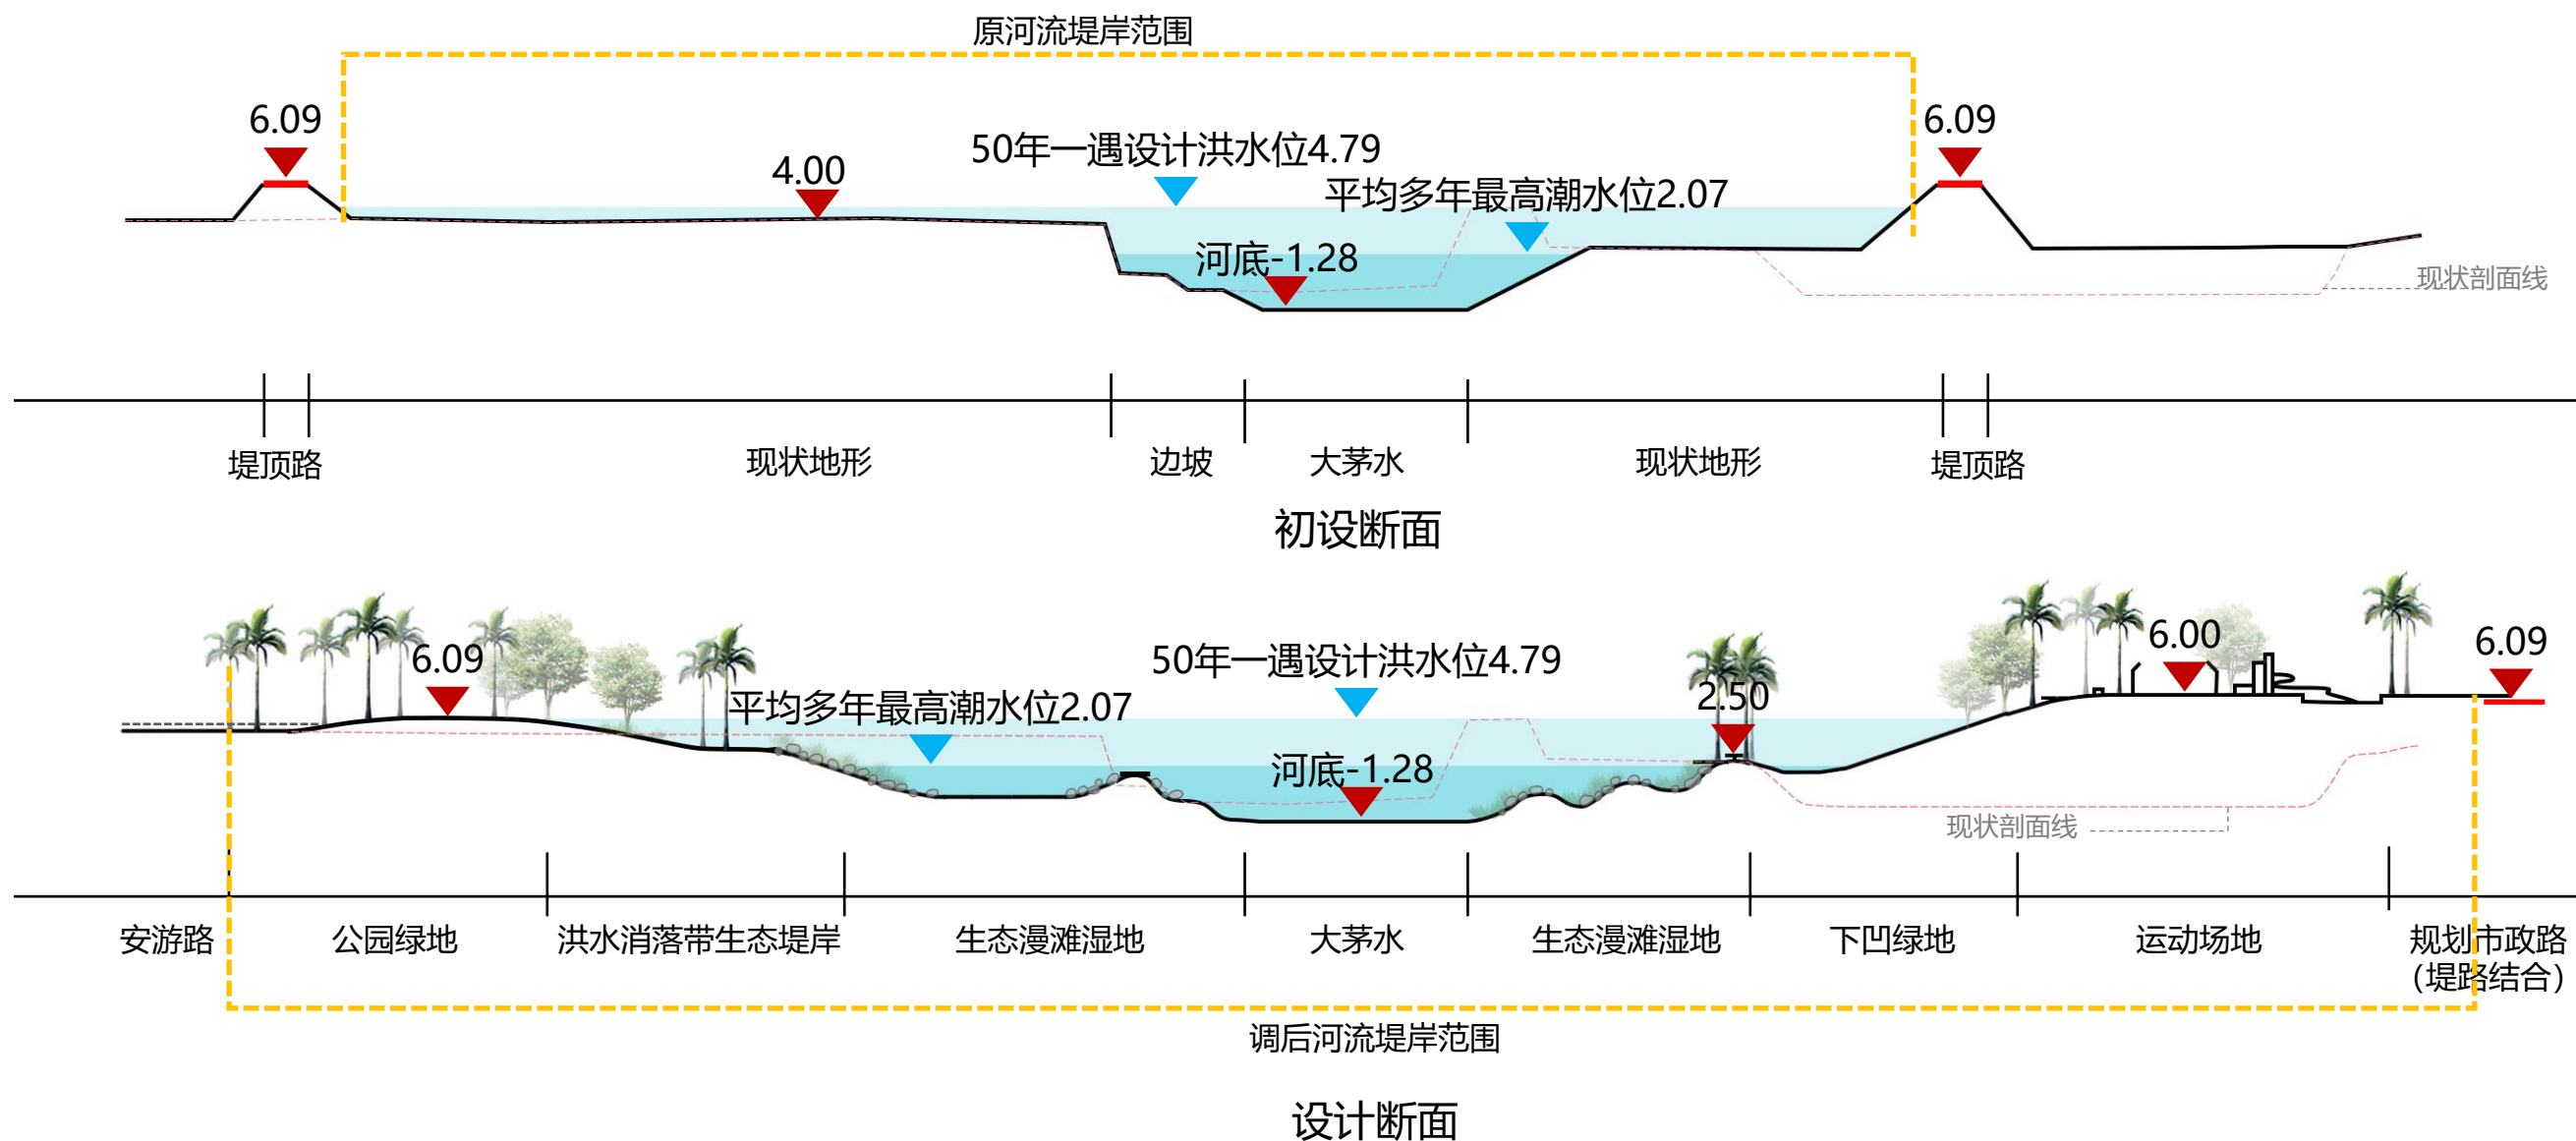 原河流堤岸范围
6.09
6.09
50年一遇设计洪水位4.79
4.00
平均多年最高潮水位2.07
河底-1.28
现状剖面线
堤顶路
现状地形
边坡
大茅水
现状地形
堤顶路
初设断面
6.09
50年一遇设计洪水位4.79
6.00
6.09
平均多年最高潮水位2.07
2.50
河底-1.28
现状剖面线
安游路
公园绿地
洪水消落带生态堤岸
生态漫滩湿地
大茅水
生态漫滩湿地
下凹绿地
运动场地
规划市政路
（堤路结合）
调后河流堤岸范围
设计断面